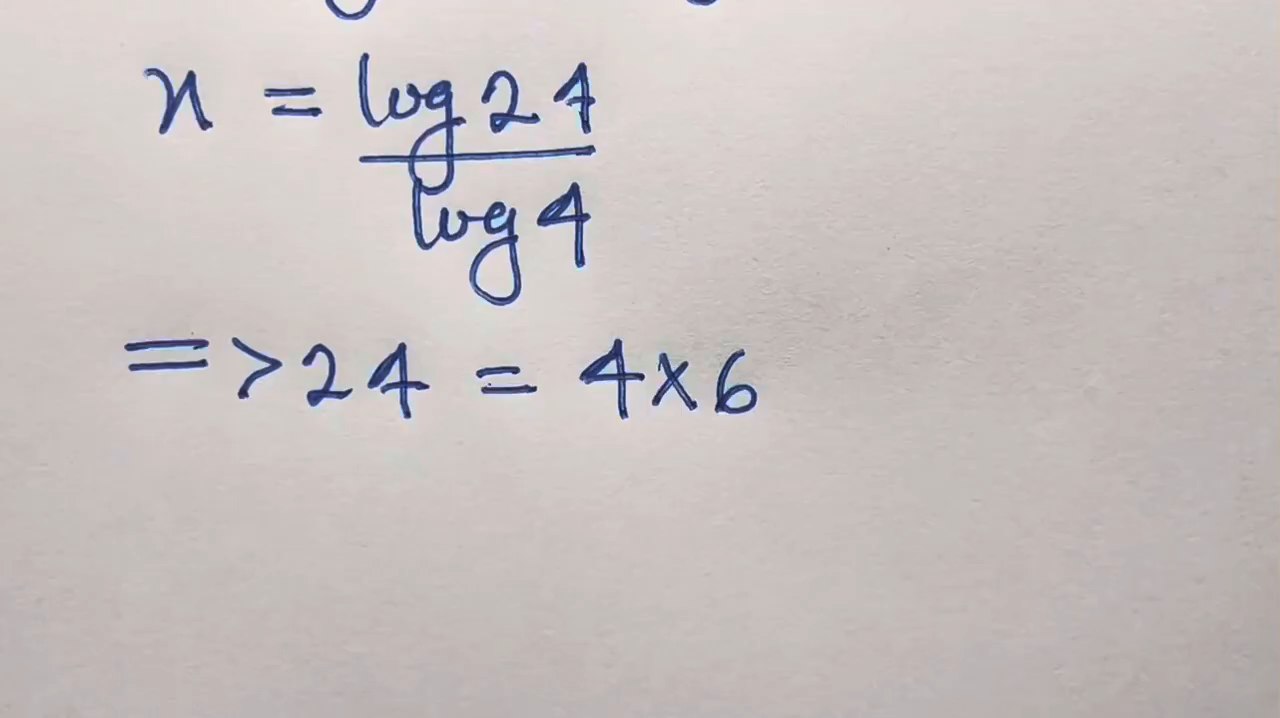 x = log 24
log 4
=> 24 = 4 x 6